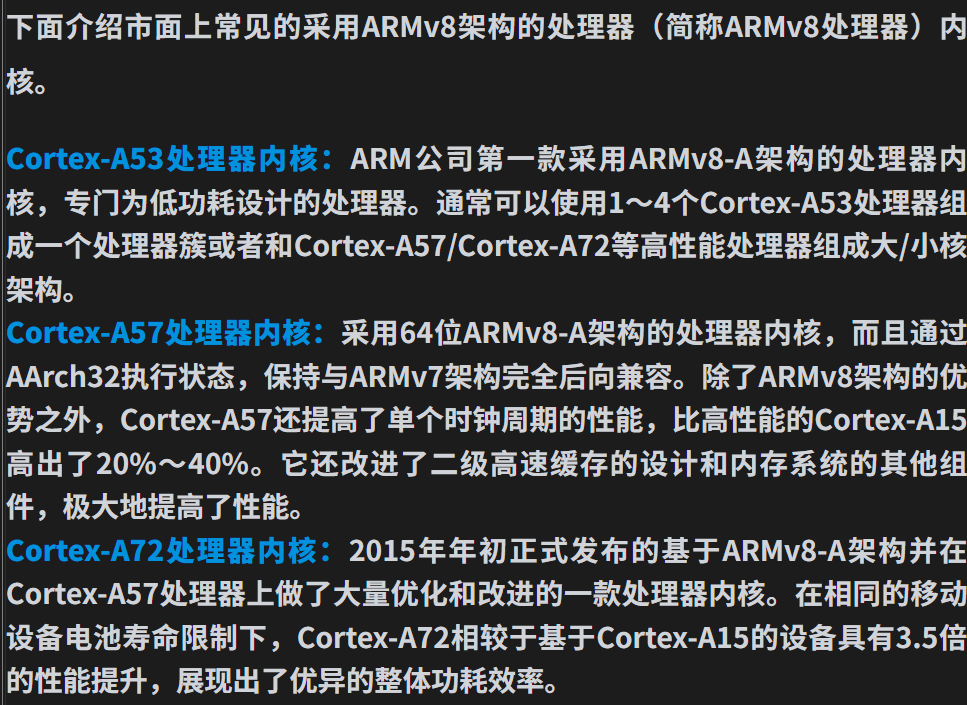 下面介绍市面上常见的采用ARMv8架构的处理器（简称ARMv8处理器）内
核。
Cortex-A53处理器内核：ARM公司第一款采用ARMv8-A架构的处理器内
核，专门为低功耗设计的处理器。通常可以使用1～4个Cortex-A53处理器组
成一个处理器簇或者和Cortex-A57/Cortex-A72等高性能处理器组成大/小核
架构。
Cortex-A57处理器内核：采用64位ARMv8-A架构的处理器内核，而且通过
AArch32执行状态，保持与ARMv7架构完全后向兼容。除了ARMv8架构的优
势之外，Cortex-A57还提高了单个时钟周期的性能，比高性能的Cortex-A15
高出了20%～40%。它还改进了二级高速缓存的设计和内存系统的其他组
件，极大地提高了性能。
Cortex-A72处理器内核：2015年年初正式发布的基于ARMv8-A架构并在
Cortex-A57处理器上做了大量优化和改进的一款处理器内核。在相同的移动
设备电池寿命限制下，Cortex-A72相较于基于Cortex-A15的设备具有3.5倍
的性能提升，展现出了优异的整体功耗效率。